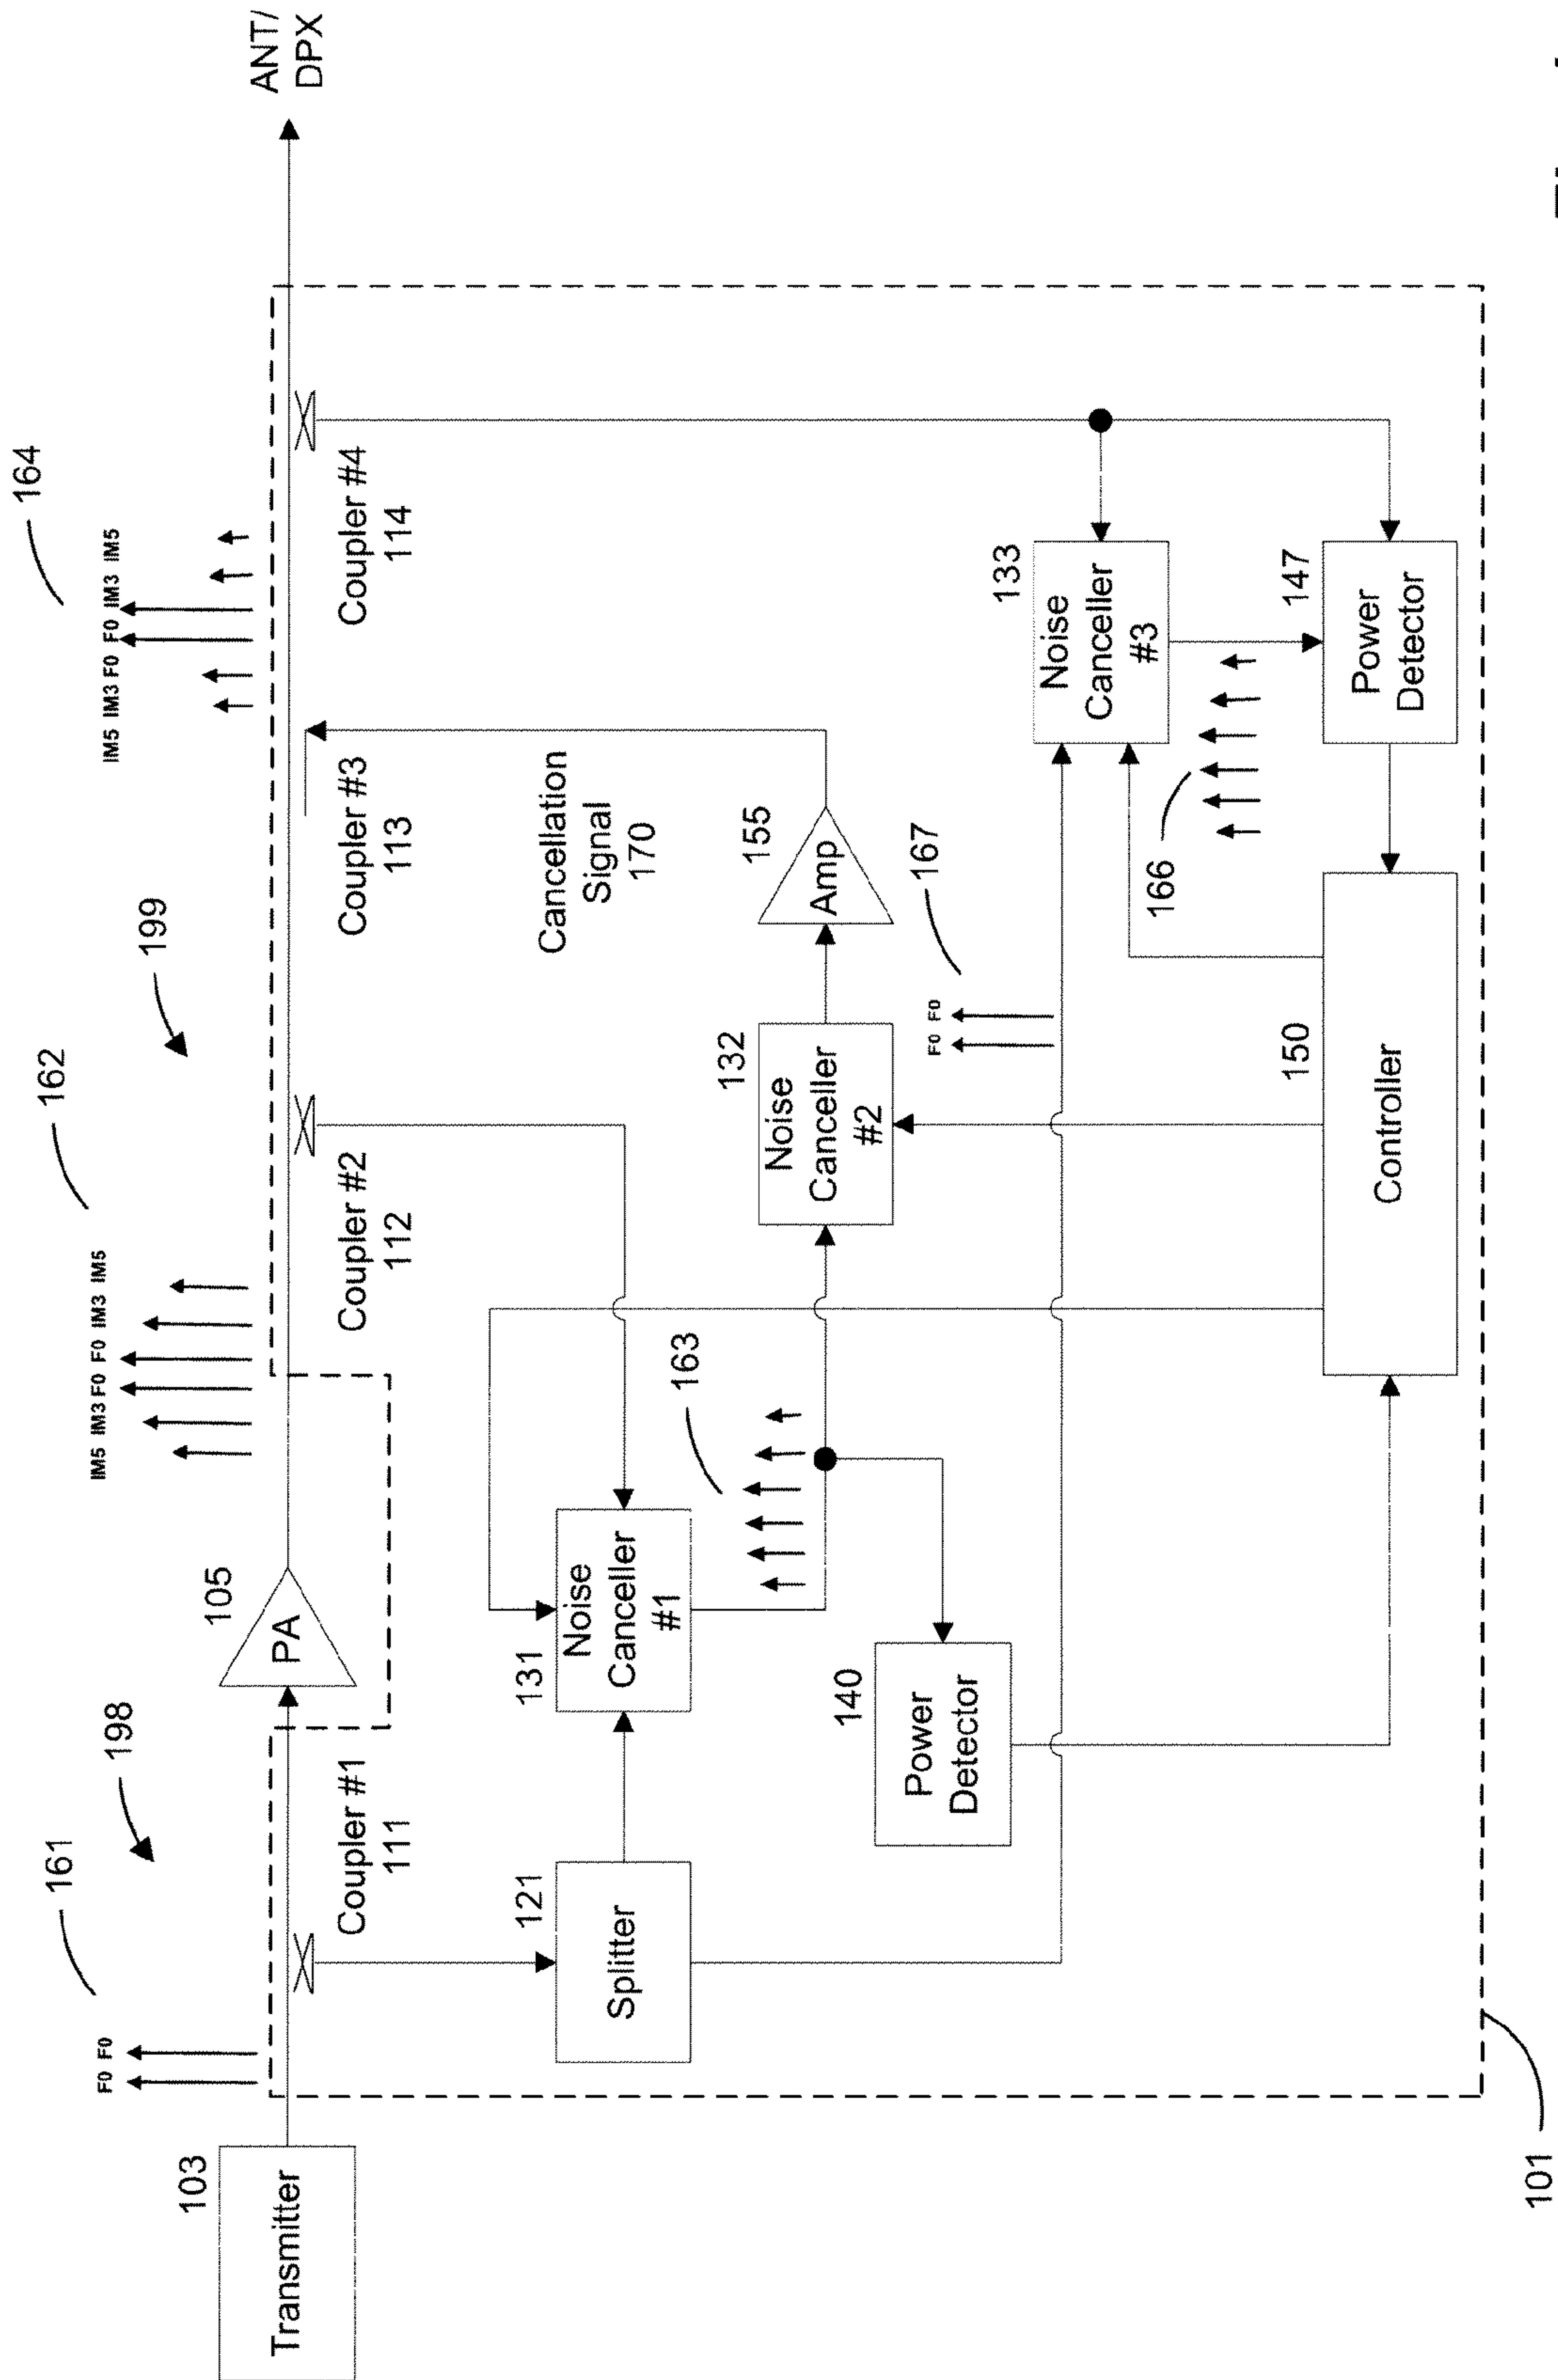 161
F0 F0
198
162
IM5 IM3 F0 F0 IM3 IM5
199
164
IM5 IM3 F0 F0 IM3 IM5
ANT/
DPX
103
Transmitter
105
PA
Coupler #1
111
Coupler #2
112
Coupler #3
113
Coupler #4
114
121
Splitter
131
Noise
Canceller
#1
163
Cancellation
Signal
170
132
Noise
Canceller
#2
155
Amp
140
Power
Detector
167
F0 F0
133
Noise
Canceller
#3
166
147
Power
Detector
150
Controller
101